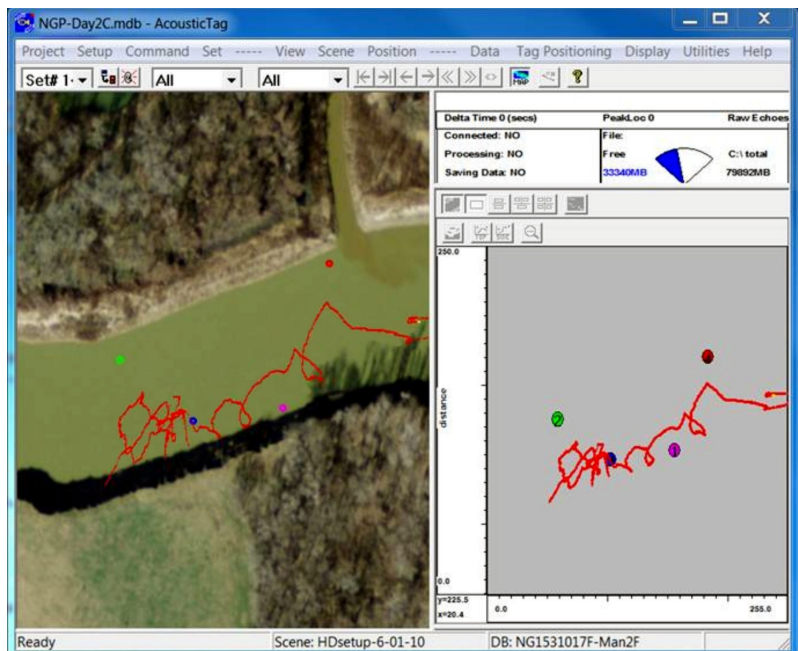 NGP-Day2C.mdb - AcousticTag
Project Setup Command Set ----- View Scene Position ----- Data Tag Positioning Display Utilities Help
Set# 1- All All MAP ?
Delta Time 0 (secs) PeakLoc 0 Raw Echoes
Connected: NO File:
Processing: NO Free C:\ total
Saving Data: NO 33340MB 79892MB
250.0
distance
2
1
0.0
y=225.5
x=20.4
0.0 255.0
Ready Scene: HDsetup-6-01-10 DB: NG1531017F-Man2F